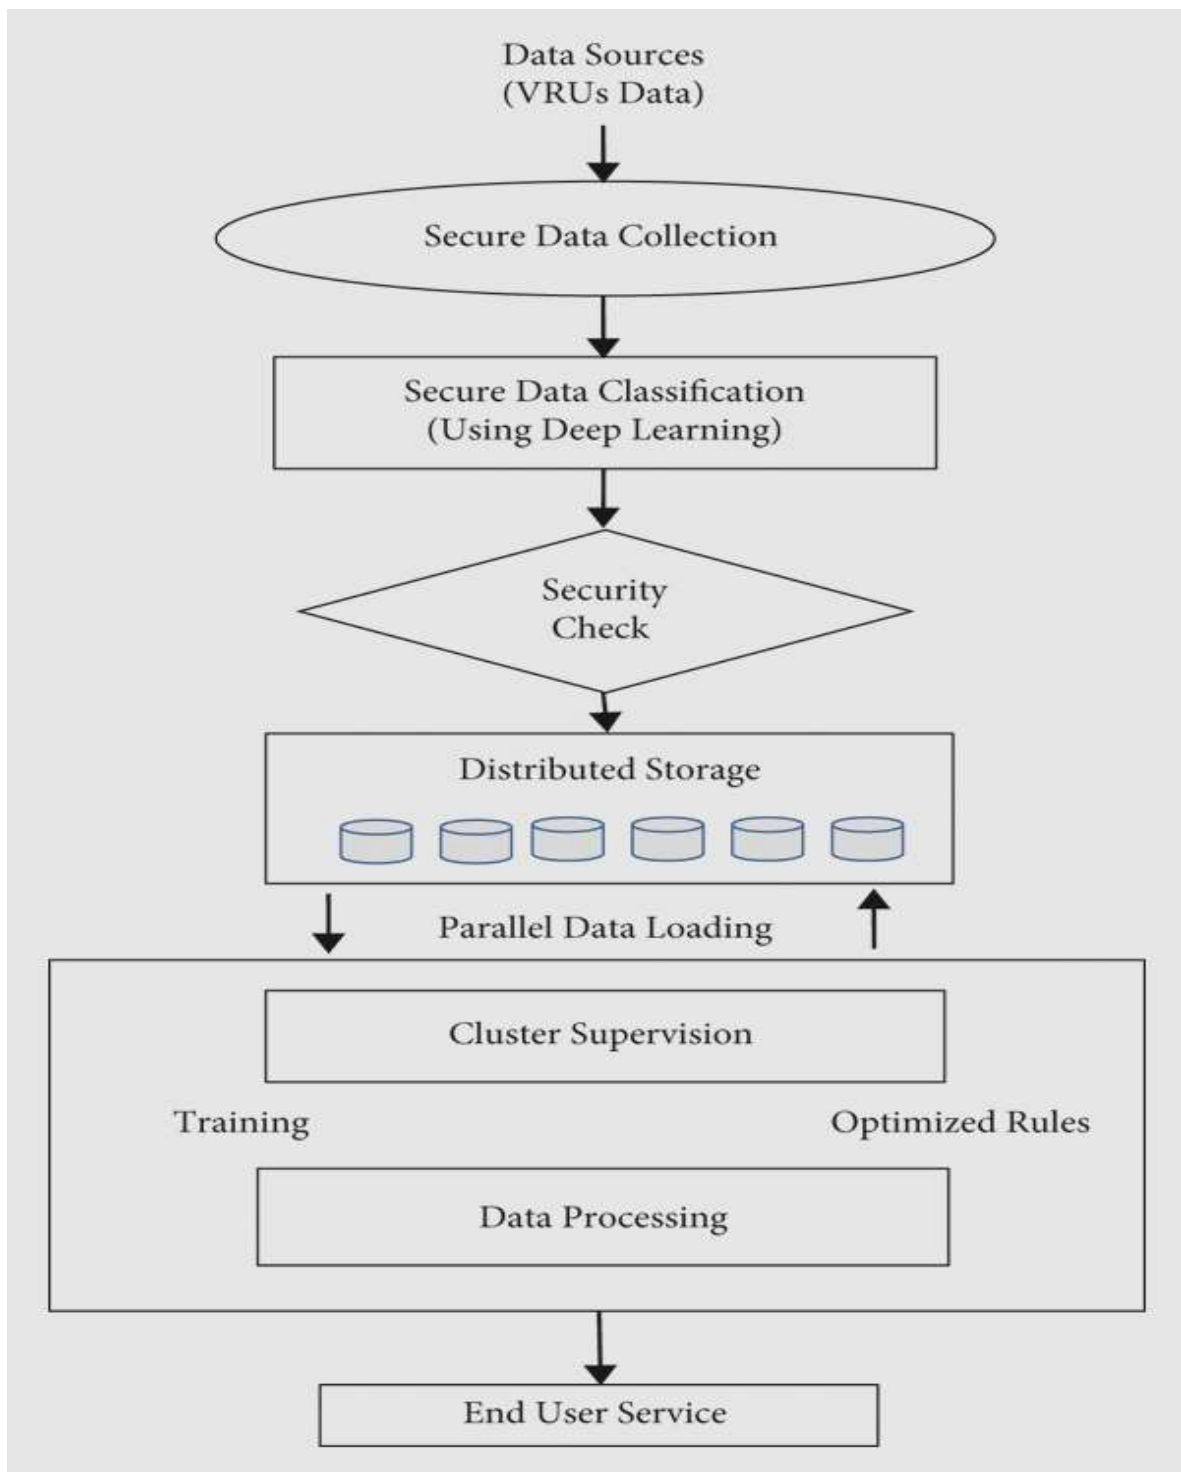 Data Sources
(VRUs Data)
Secure Data Collection
Secure Data Classification
(Using Deep Learning)
Security
Check
Distributed Storage
Parallel Data Loading
Cluster Supervision
Training
Optimized Rules
Data Processing
End User Service